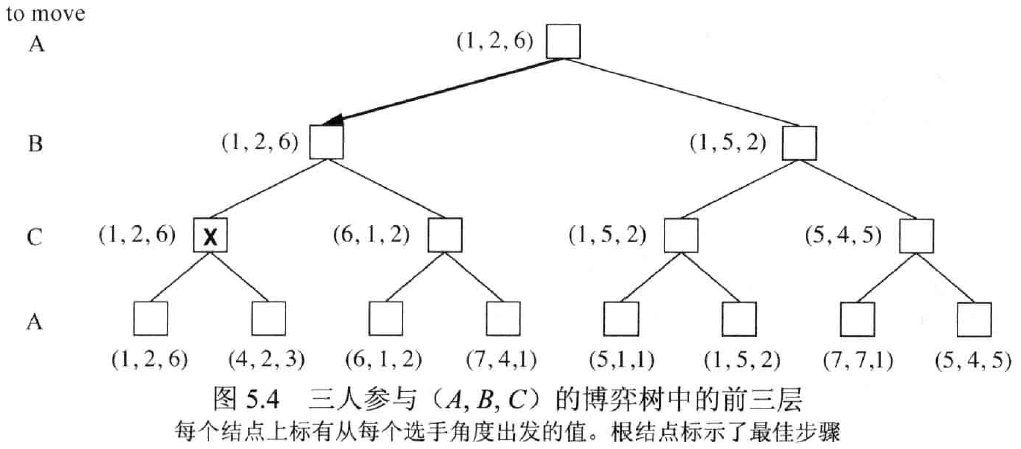 to move
A
(1, 2, 6)
B
(1, 2, 6)
(1, 5, 2)
C
(1, 2, 6)
X
(6, 1, 2)
(1, 5, 2)
(5, 4, 5)
A
(1, 2, 6)
(4, 2, 3)
(6, 1, 2)
(7, 4,1)
(5,1,1)
(1, 5, 2)
(7, 7,1)
(5, 4, 5)
图 5.4 三人参与（A, B, C）的博弈树中的前三层
每个结点上标有从每个选手角度出发的值。根结点标示了最佳步骤